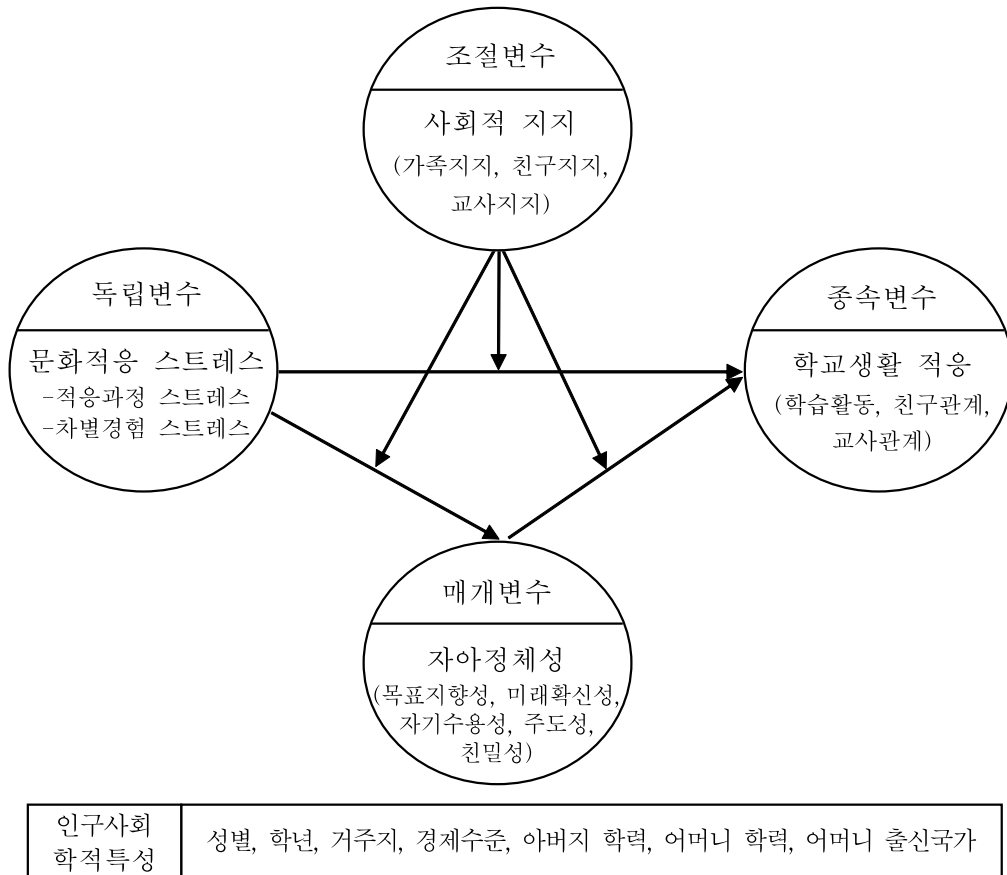 조절변수
사회적 지지
(가족지지, 친구지지,
교사지지)
독립변수
문화적응 스트레스
-적응과정 스트레스
-차별경험 스트레스
종속변수
학교생활 적응
(학습활동, 친구관계,
교사관계)
매개변수
자아정체성
(목표지향성, 미래확신성,
자기수용성, 주도성,
친밀성)
인구사회
학적특성
성별, 학년, 거주지, 경제수준, 아버지 학력, 어머니 학력, 어머니 출신국가